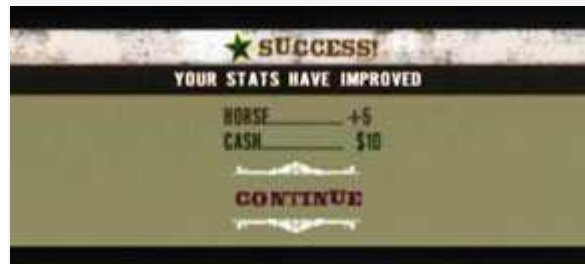 SUCCESS!
YOUR STATS HAVE IMPROVED
HORSE +5
CASH $10
CONTINUE